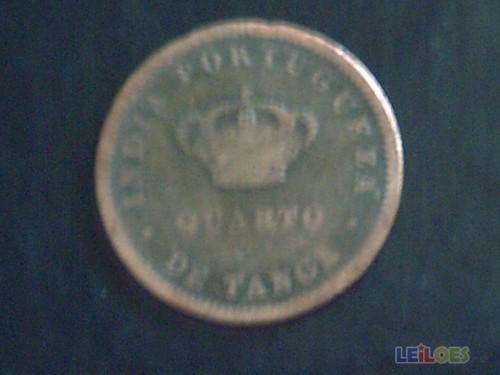 INDIA PORTUGUEZA
QUARTO
DE TANGA
LEiLOES